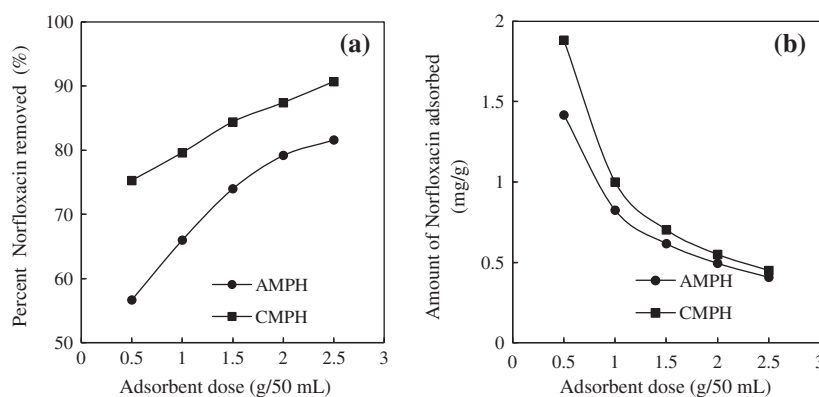 (a)
Percent Norfloxacin removed (%)
100
90
80
70
60
50
AMPH
CMPH
0
0.5
1
1.5
2
2.5
3
Adsorbent dose (g/50 mL)
(b)
Amount of Norfloxacin adsorbed
(mg/g)
2
1.5
1
0.5
0
AMPH
CMPH
0
0.5
1
1.5
2
2.5
3
Adsorbent dose (g/50 mL)